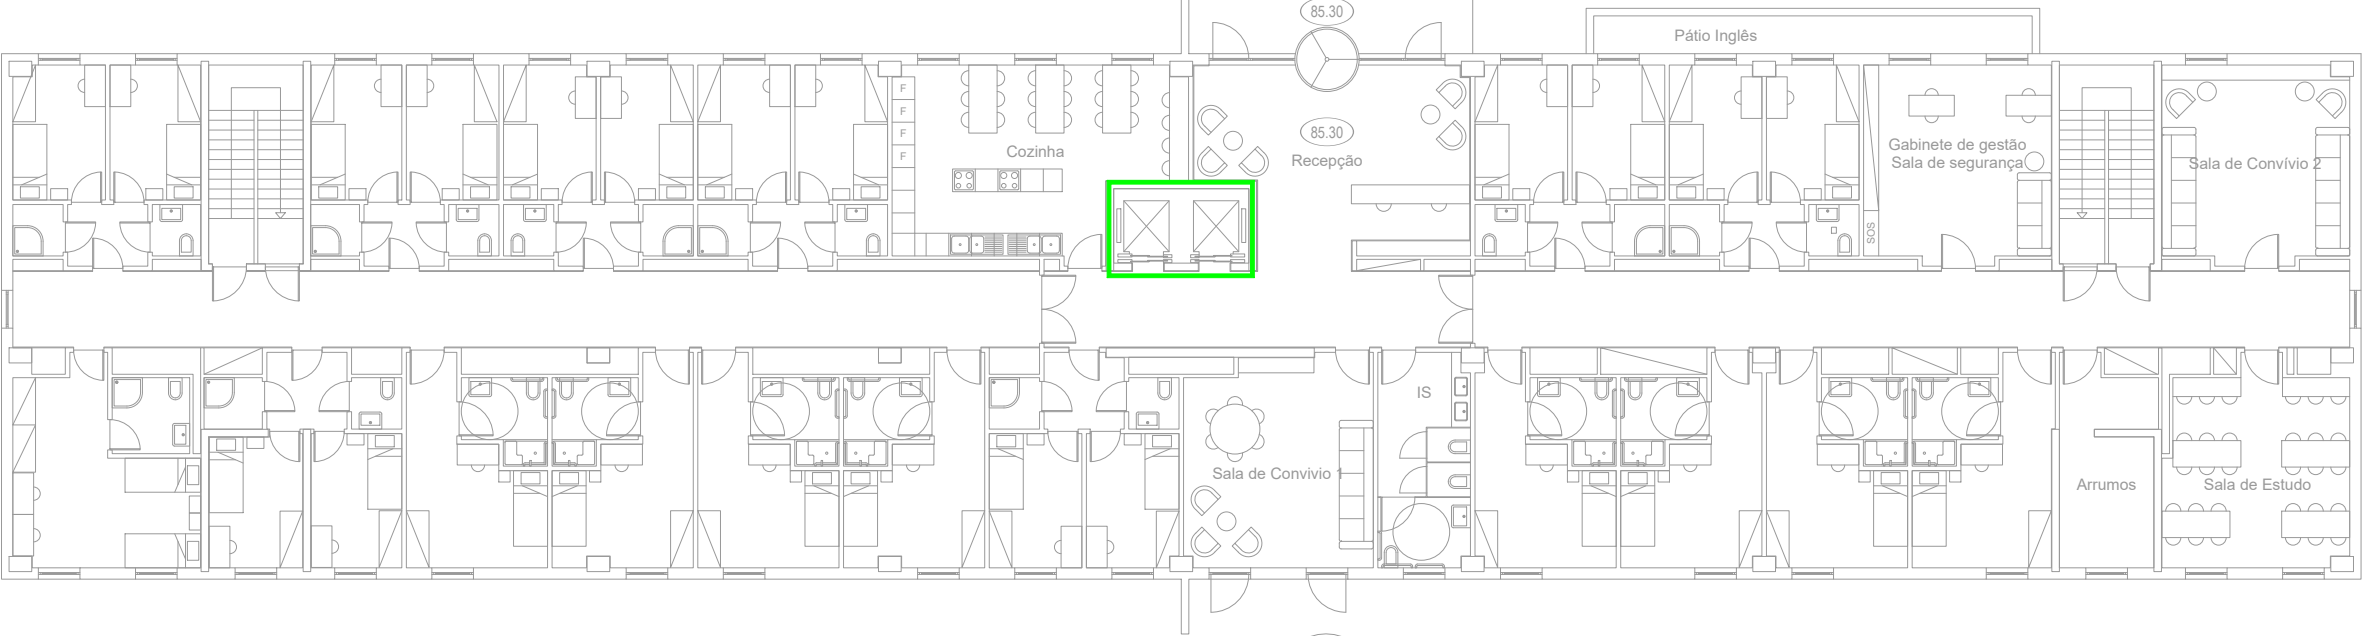 85.30
Pátio Inglês
F
F
F
F
Cozinha
85.30
Recepção
Gabinete de gestão
Sala de segurança
Sala de Convívio 2
SOS
IS
Sala de Convivio 1
Arrumos
Sala de Estudo